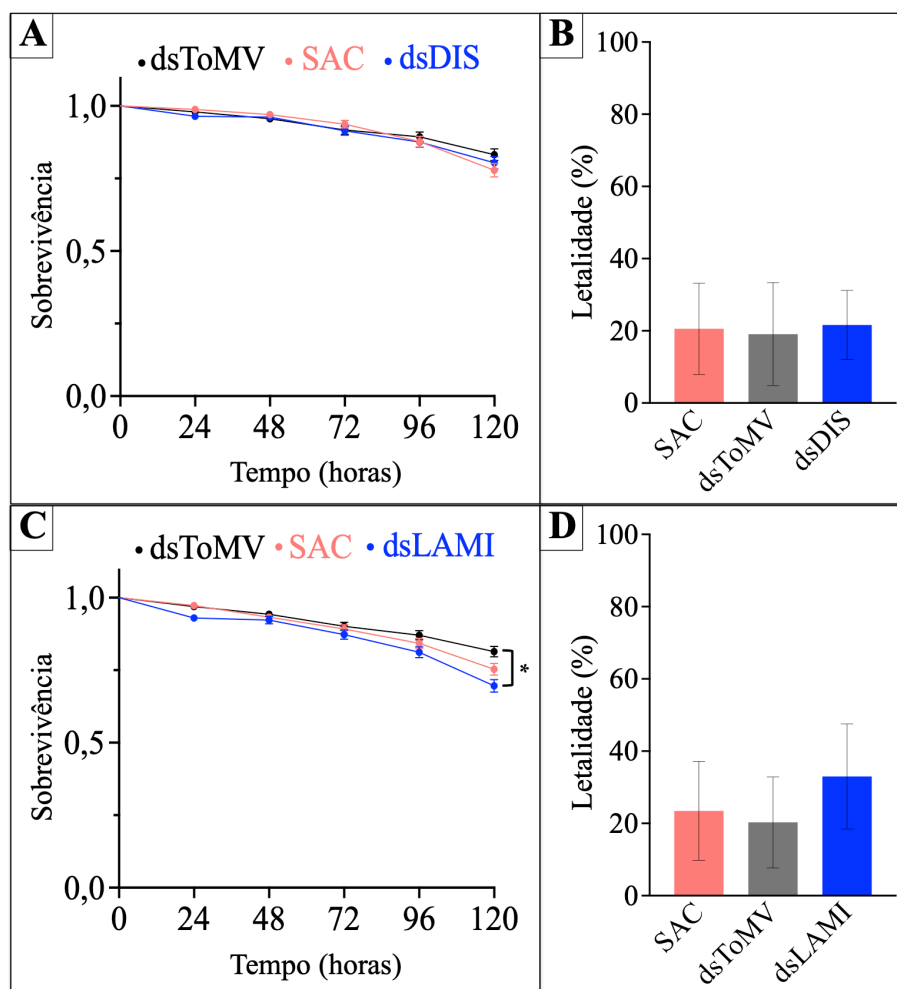 A
dsToMV SAC dsDIS
Sobrevivência
1,0
0,5
0,0
0 24 48 72 96 120
Tempo (horas)
B
Letalidade (%)
100
80
60
40
20
0
SAC dsToMV dsDIS
C
dsToMV SAC dsLAMI
Sobrevivência
1,0
0,5
0,0
*
0 24 48 72 96 120
Tempo (horas)
D
Letalidade (%)
100
80
60
40
20
0
SAC dsToMV dsLAMI